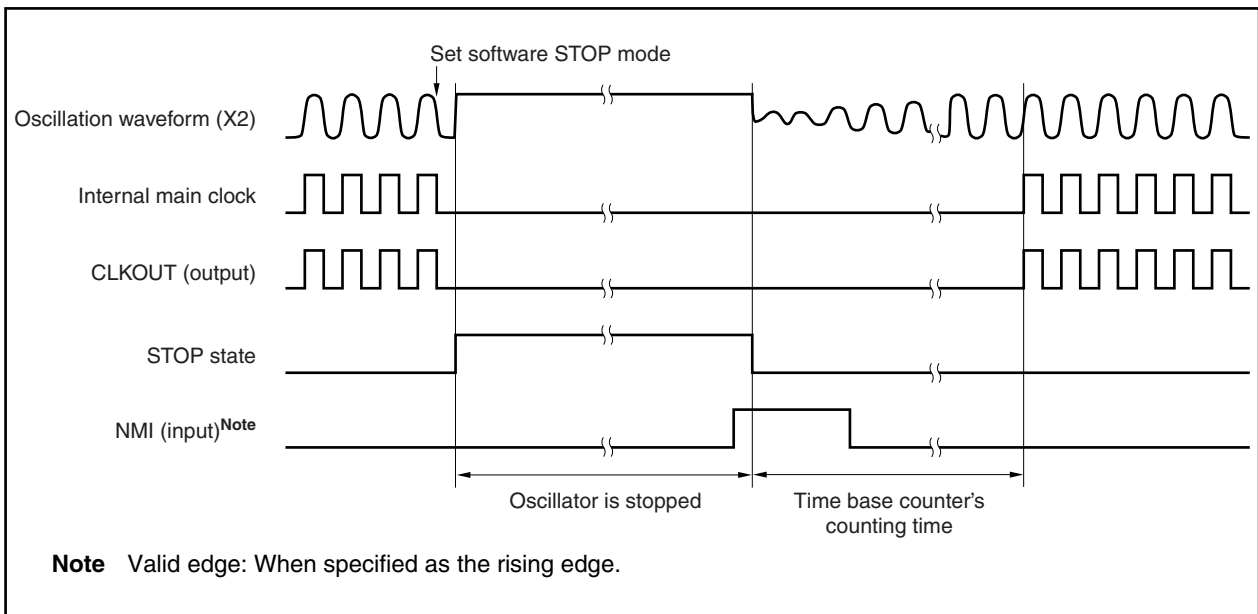 Set software STOP mode
Oscillation waveform (X2)
Internal main clock
CLKOUT (output)
STOP state
NMI (input)Note
Oscillator is stopped
Time base counter's
counting time
Note Valid edge: When specified as the rising edge.